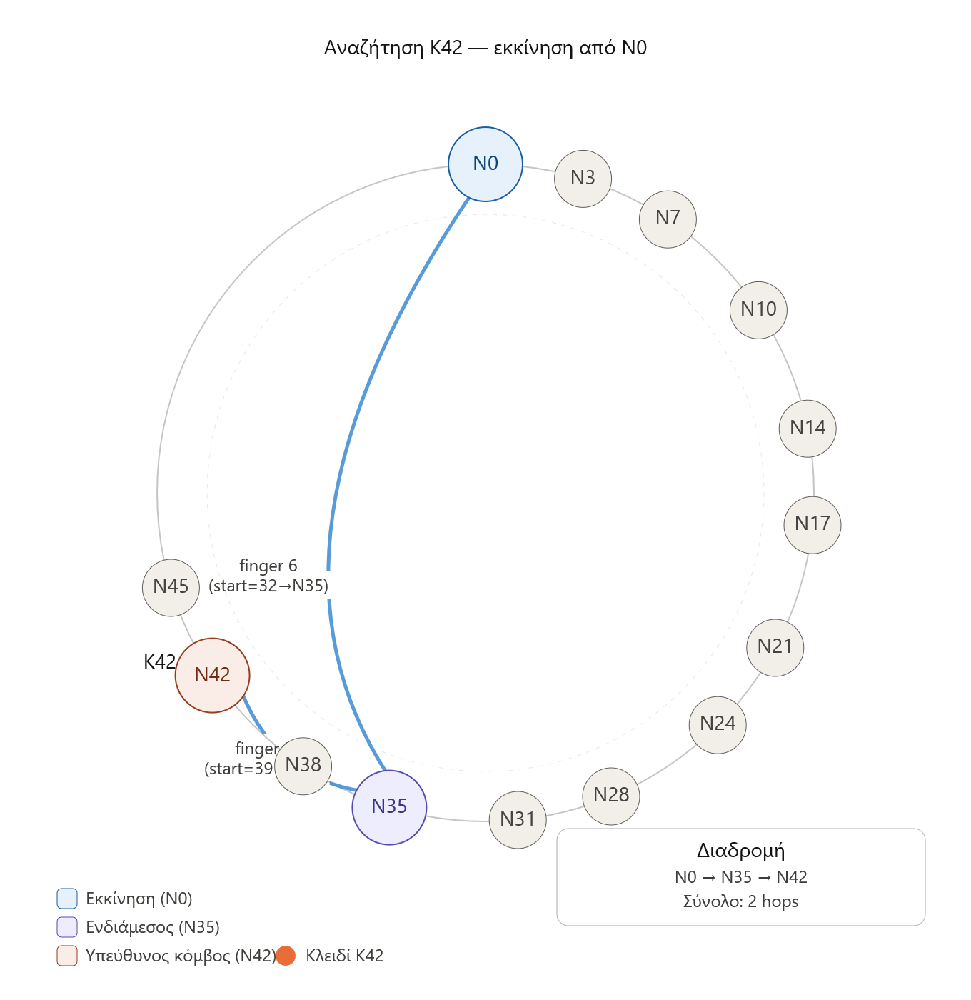 Αναζήτηση K42 — εκκίνηση από N0
N0
N3
N7
N10
N14
N17
N21
N24
N28
N31
N35
N38
N42
K42
N45
finger 6
(start=32→N35)
finger
(start=39
Διαδρομή
N0 → N35 → N42
Σύνολο: 2 hops
Εκκίνηση (N0)
Ενδιάμεσος (N35)
Υπεύθυνος κόμβος (N42)
Κλειδί K42